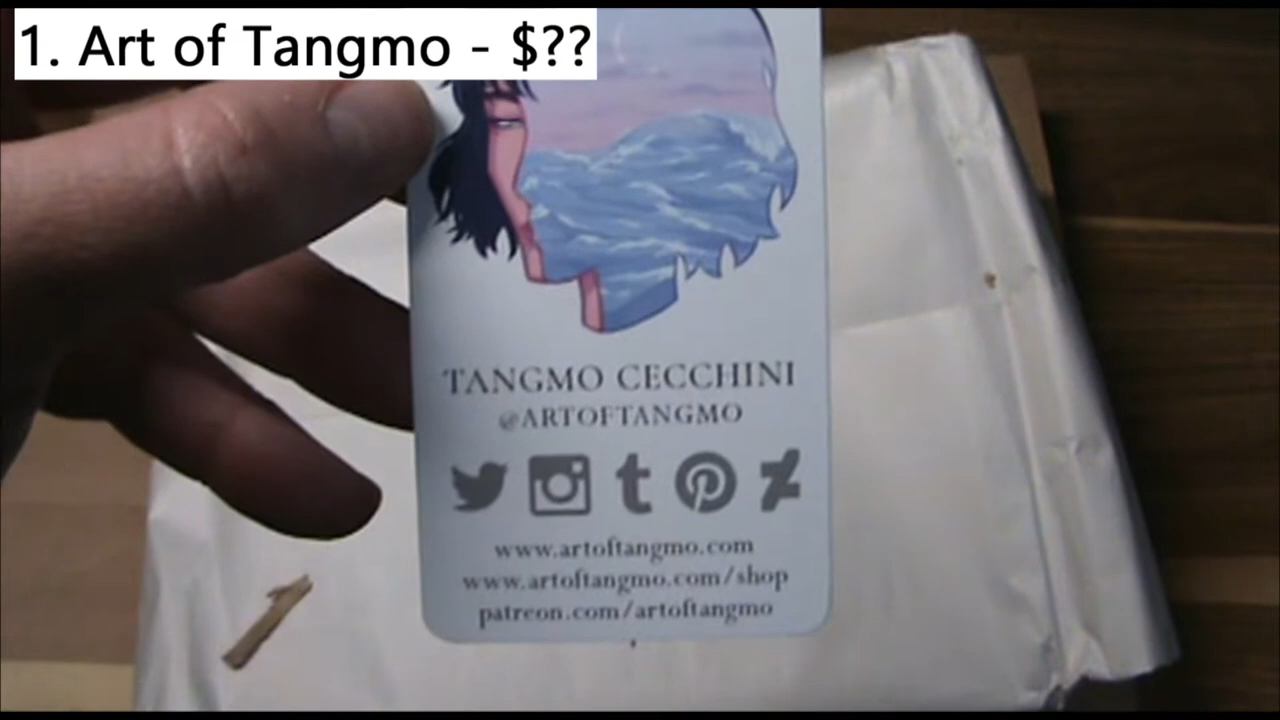 1. Art of Tangmo - $??
TANGMO CECCHINI
@ARTOFTANGMO
www.artoftangmo.com
www.artoftangmo.com/shop
patreon.com/artoftangmo